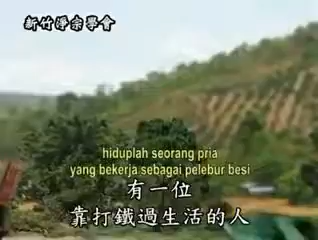 新竹淨宗學會
hiduplah seorang pria
yang bekerja sebagai pelebur besi
有一位
靠打鐵過生活的人